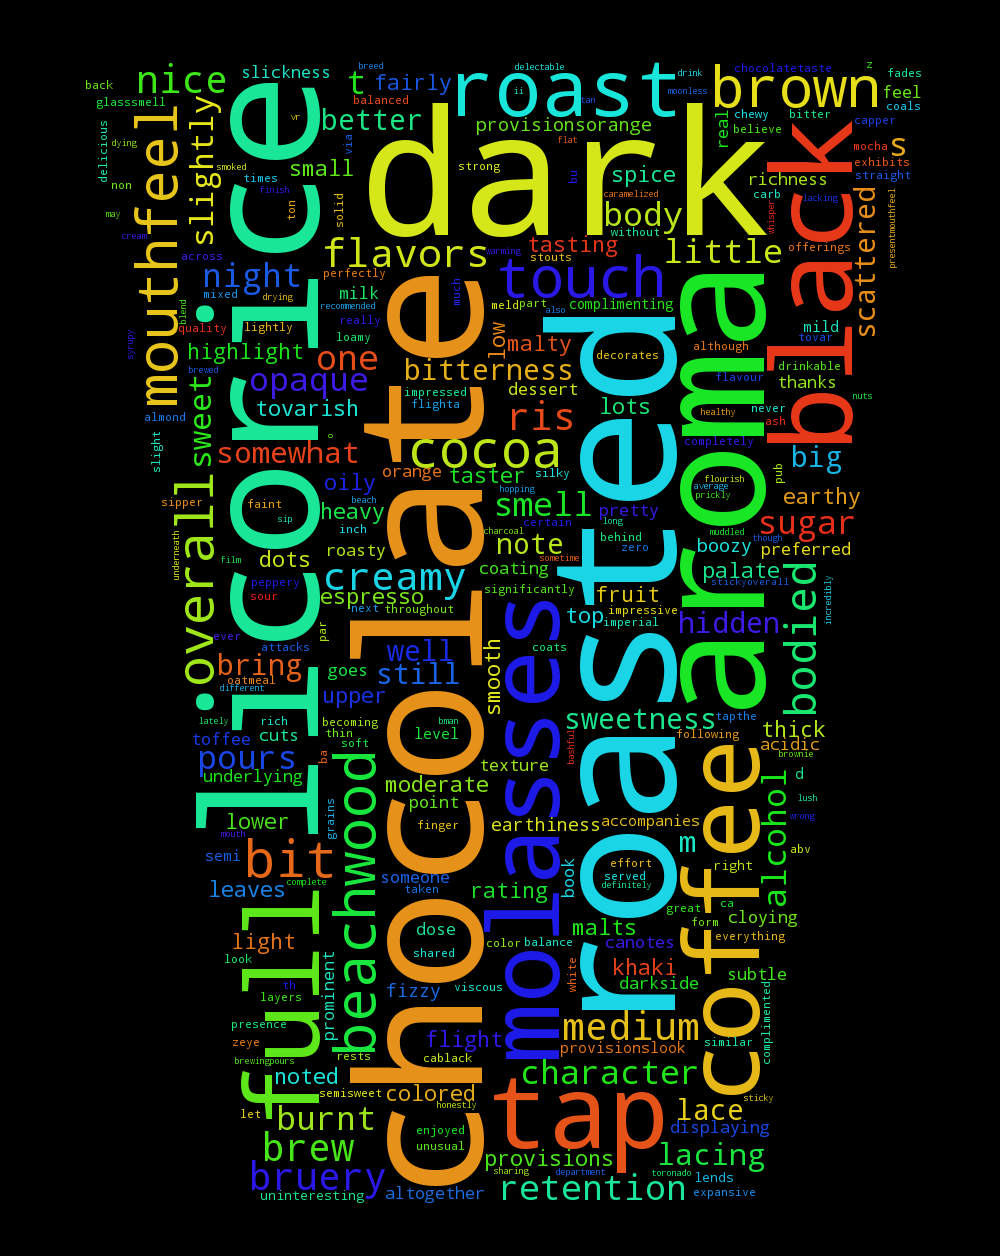 breed
delectable
z
slickness
roast
drink
chocolatetaste
fades
back
nice
t
fairly
ii
moonless
brown
feel
glasssmell
balanced
tan
coals
dark
vr
better
provisionsorange
real
chewy
bitter
capper
delicious
dying
slightly
via
flat
believe
s
mouthfeel
smoked
times
small
strong
bu
spice
black
mocha
exhibits
non
finish
solid
caramelized
richness
straight
licorice
ton
body
whisper
carb
lacking
may
without
scattered
presentmouthfeel
cream
flavors
warming
tasting
little
offerings
across
stouts
night
perfectly
touch
mixed
drying
milk
much
meld
part
complimenting
blend
recommended
also
aroma
quality
lightly
really
low
malty
mild
syrupy
loamy
although
tovar
highlight
one
decorates
drinkable
brewed
opaque
bitterness
flavour
thanks
sweet
impressed
dessert
nuts
tovarish
flighta
ris
lots
healthy
never
almond
ash
slight
o
somewhat
cocoa
completely
big
orange
taster
silky
pub
oily
flourish
average
prickly
earthy
sipper
faint
beach
hopping
heavy
smell
pretty
sip
inch
certain
long
sugar
overall
charcoal
muddled
underneath
dots
roasty
note
behind
zero
boozy
though
preferred
film
coating
sometime
palate
peppery
creamy
stickyoverall
sour
espresso
significantly
fruit
bodied
incredibly
next
throughout
top
impressive
par
imperial
hidden
ever
attacks
well
coats
bring
goes
still
smooth
oatmeal
different
upper
roasted
lately
rich
becoming
bman
sweetness
tapthe
toffee
cuts
thin
level
following
thick
soft
bashful
acidic
pours
ba
texture
brownie
underlying
moderate
coffee
d
point
lush
lower
grains
finger
earthiness
accompanies
wrong
mouth
m
alcohol
semi
bit
abv
effort
right
leaves
complete
someone
taken
rating
book
served
definitely
chocolate
molasses
beachwood
great
ca
form
cloying
full
dose
malts
light
color
balance
canotes
everything
look
shared
khaki
subtle
th
prominent
fizzy
viscous
white
darkside
layers
complimented
presence
medium
zeye
flight
similar
brewingpours
rests
cablack
provisionslook
noted
character
semisweet
colored
tap
sticky
let
honestly
lace
burnt
enjoyed
displaying
brew
unusual
provisions
lacing
bruery
sharing
department
toronado
lends
uninteresting
altogether
retention
expansive